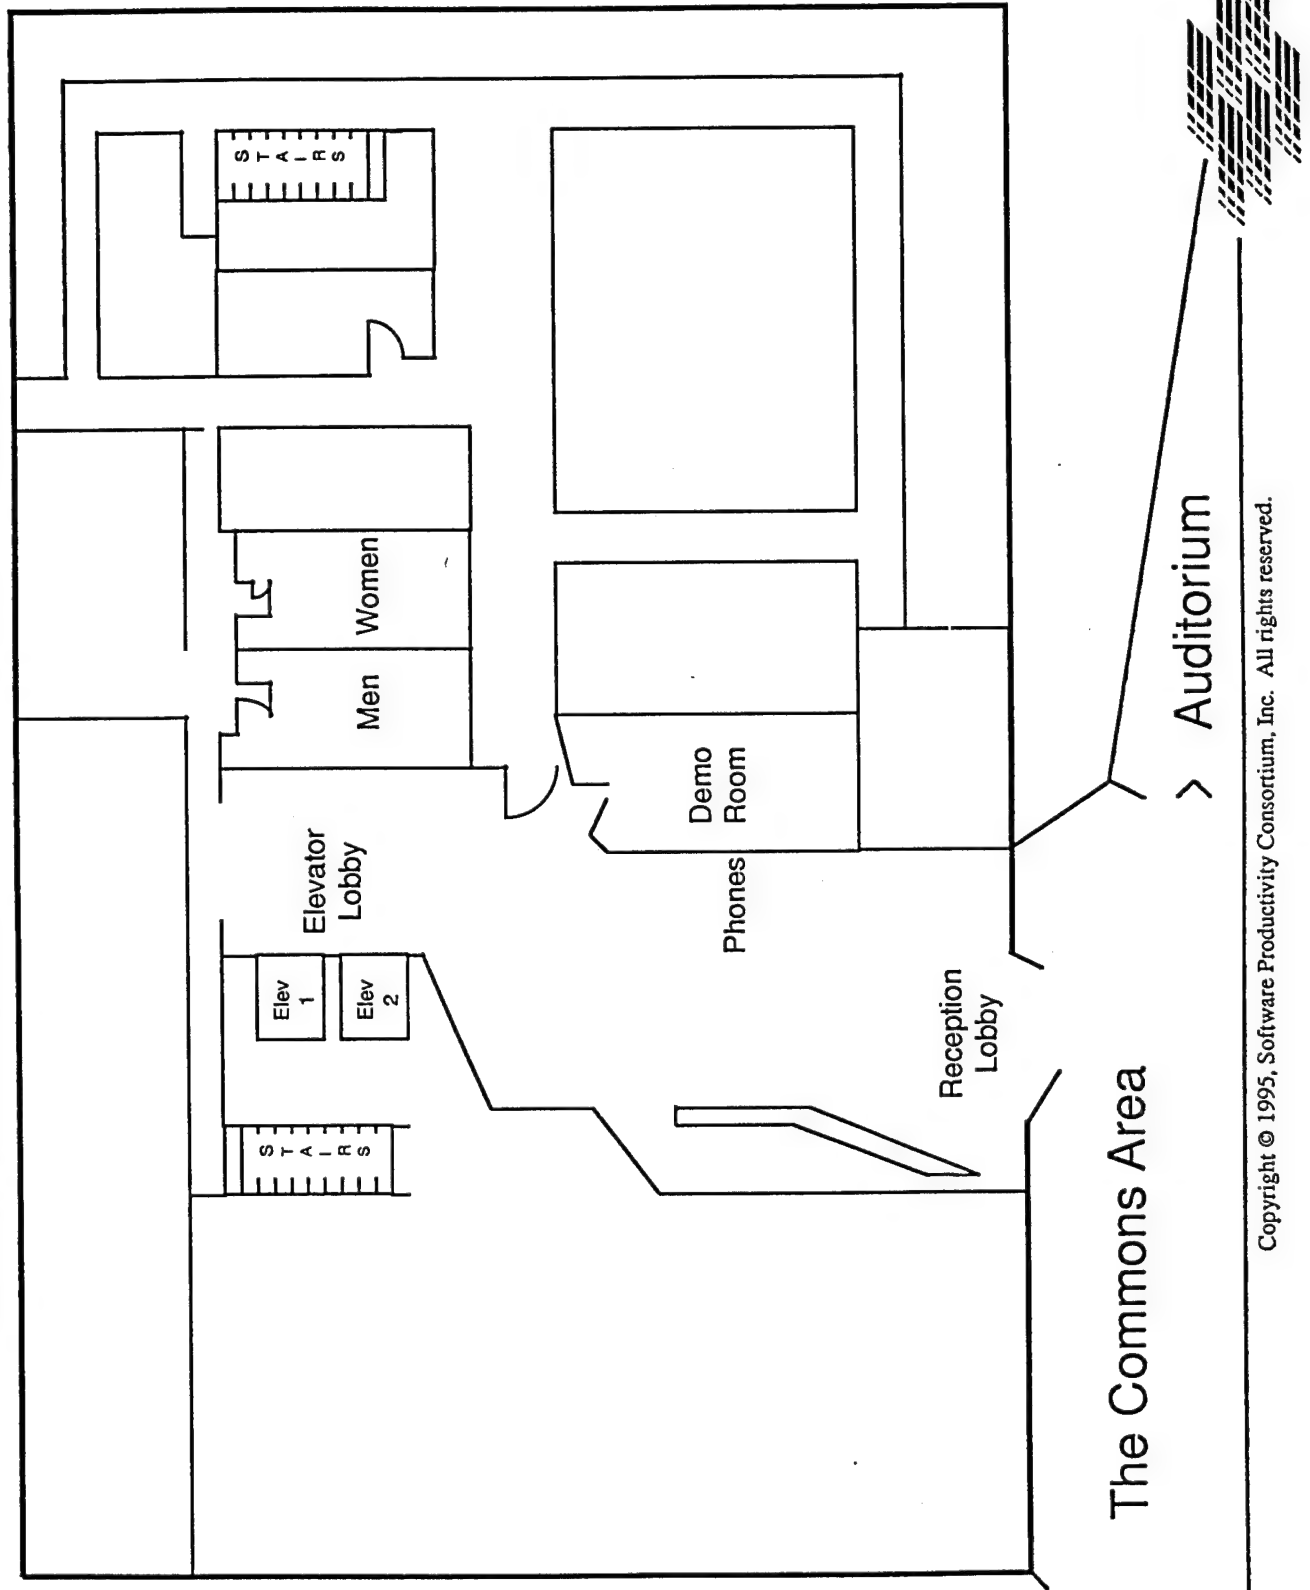 STAIRS
Elev
1
Elev
2
Elevator
Lobby
Men
Women
STAIRS
Demo
Room
Phones
Reception
Lobby
The Commons Area
> Auditorium
Copyright © 1995, Software Productivity Consortium, Inc. All rights reserved.